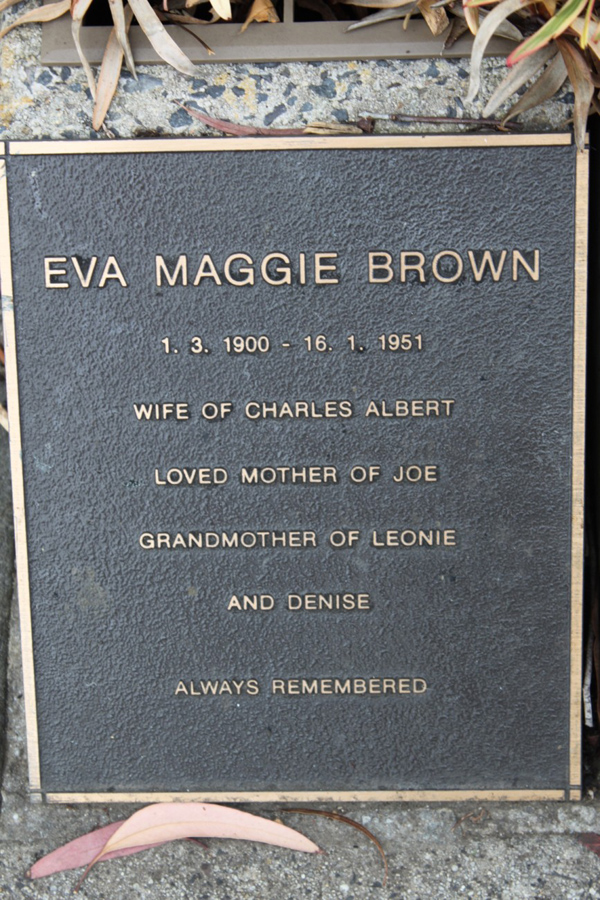 EVA MAGGIE BROWN
1. 3. 1900 - 16. 1. 1951
WIFE OF CHARLES ALBERT
LOVED MOTHER OF JOE
GRANDMOTHER OF LEONIE
AND DENISE
ALWAYS REMEMBERED